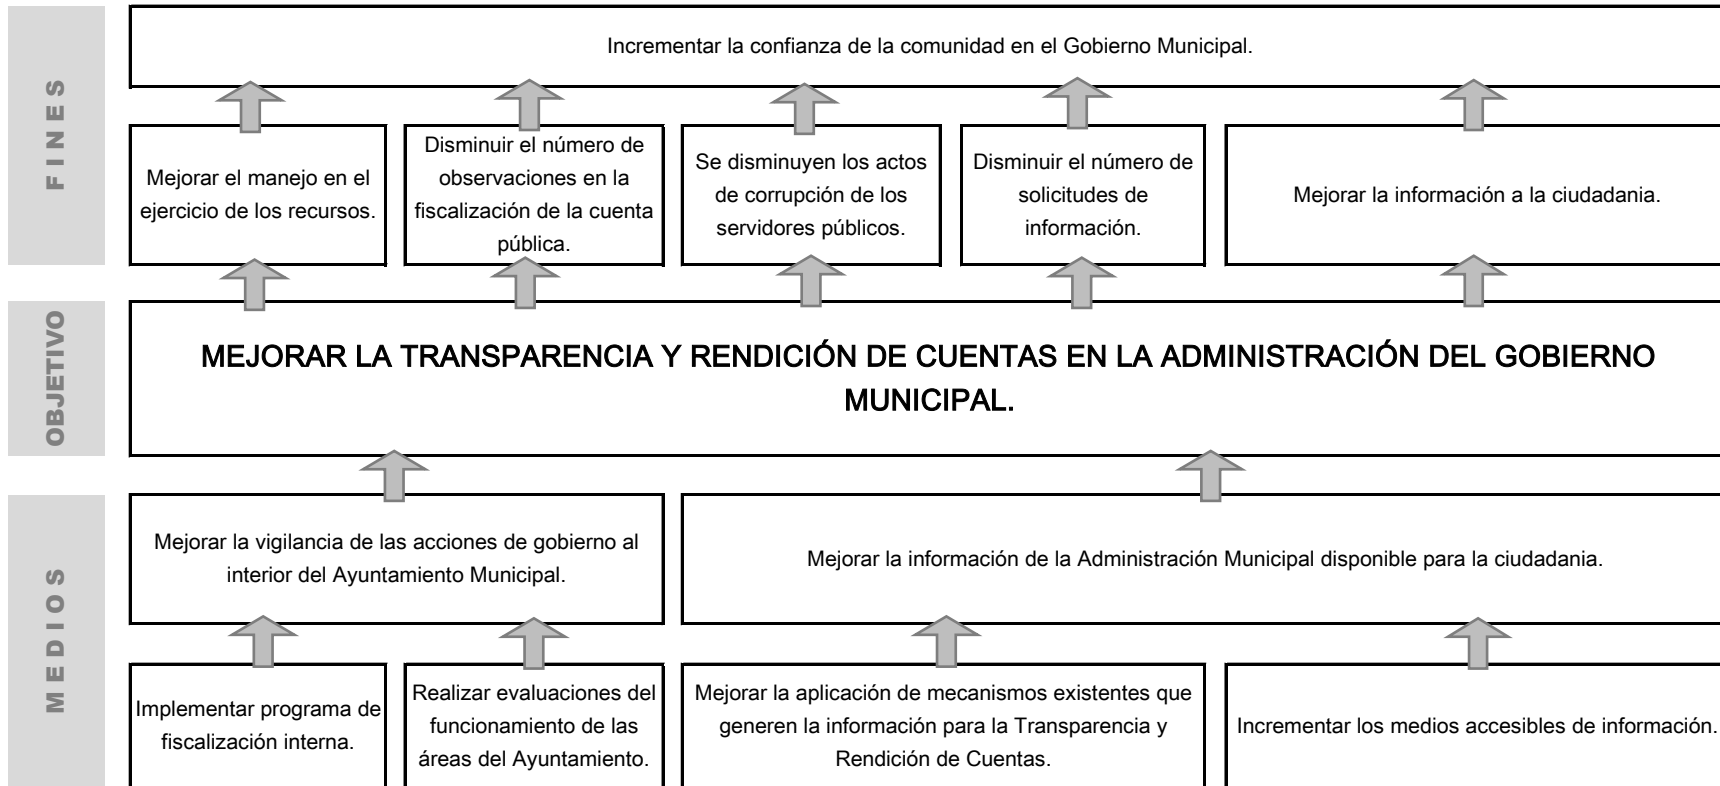 FINES
Incrementar la confianza de la comunidad en el Gobierno Municipal.
Mejorar el manejo en el
ejercicio de los recursos.
Disminuir el número de
observaciones en la
fiscalización de la cuenta
pública.
Se disminuyen los actos
de corrupción de los
servidores públicos.
Disminuir el número de
solicitudes de
información.
Mejorar la información a la ciudadania.
OBJETIVO
MEJORAR LA TRANSPARENCIA Y RENDICIÓN DE CUENTAS EN LA ADMINISTRACIÓN DEL GOBIERNO
MUNICIPAL.
MEDIOS
Mejorar la vigilancia de las acciones de gobierno al
interior del Ayuntamiento Municipal.
Mejorar la información de la Administración Municipal disponible para la ciudadania.
Implementar programa de
fiscalización interna.
Realizar evaluaciones del
funcionamiento de las
áreas del Ayuntamiento.
Mejorar la aplicación de mecanismos existentes que
generen la información para la Transparencia y
Rendición de Cuentas.
Incrementar los medios accesibles de información.